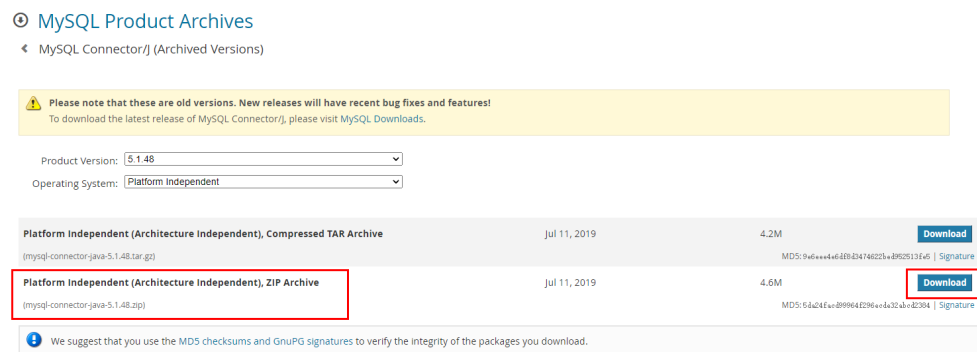 MySQL Product Archives
MySQL Connector/J (Archived Versions)
Please note that these are old versions. New releases will have recent bug fixes and features!
To download the latest release of MySQL Connector/J, please visit MySQL Downloads.
Product Version: 5.1.48
Operating System: Platform Independent
Platform Independent (Architecture Independent), Compressed TAR Archive Jul 11, 2019 4.2M Download
(mysql-connector-java-5.1.48.tar.gz) MD5: | Signature
Platform Independent (Architecture Independent), ZIP Archive Jul 11, 2019 4.6M Download
(mysql-connector-java-5.1.48.zip) MD5: | Signature
We suggest that you use the MD5 checksums and GnuPG signatures to verify the integrity of the packages you download.